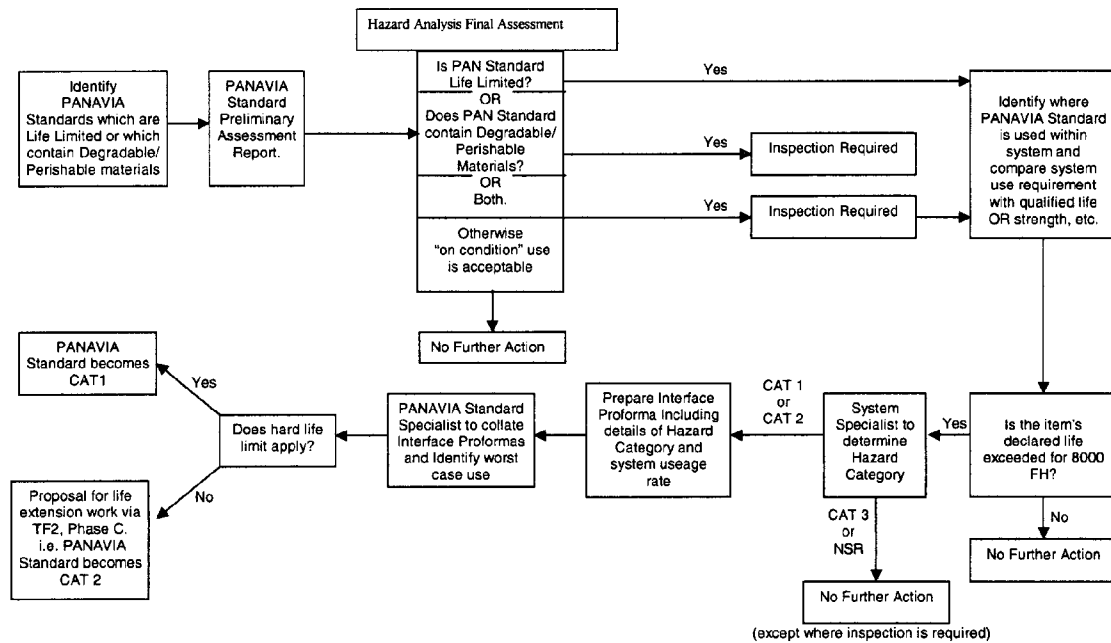 Hazard Analysis Final Assessment
Identify
PANAVIA
Standards which are
Life Limited or which
contain Degradable/
Perishable materials
PANAVIA
Standard
Preliminary
Assessment
Report.
Is PAN Standard
Life Limited?
OR
Does PAN Standard
contain Degradable/
Perishable
Materials?
OR
Both.
Otherwise
"on condition" use
is acceptable
Yes
Yes
Inspection Required
Yes
Inspection Required
Identify where
PANAVIA Standard
is used within
system and
compare system
use requirement
with qualified life
OR strength, etc.
No Further Action
PANAVIA
Standard becomes
CAT1
Yes
Does hard life
limit apply?
No
Proposal for life
extension work via
TF2, Phase C.
i.e. PANAVIA
Standard becomes
CAT 2
PANAVIA Standard
Specialist to collate
Interface Proformas
and Identify worst
case use
Prepare Interface
Proforma Including
details of Hazard
Category and
system useage
rate
CAT 1
or
CAT 2
System
Specialist to
determine
Hazard
Category
Yes
Is the item's
declared life
exceeded for 8000
FH?
CAT 3
or
NSR
No
No Further Action
No Further Action
(except where inspection is required)